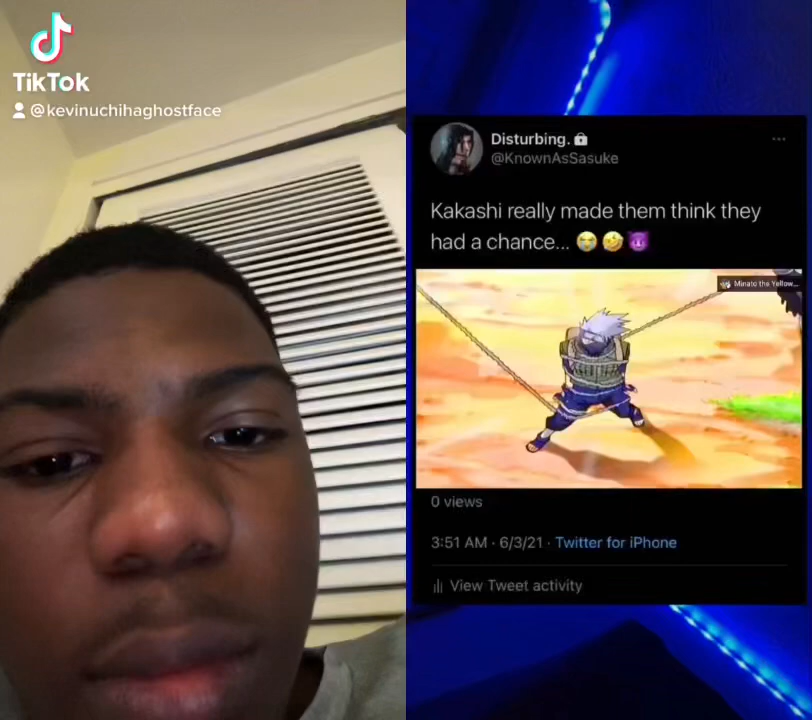 TikTok
@kevinuchihaghostface
Disturbing.
@KnownAsSasuke
Kakashi really made them think they
had a chance... 😭🤣😈
Minato the Yellow...
0 views
3:51 AM · 6/3/21 · Twitter for iPhone
View Tweet activity